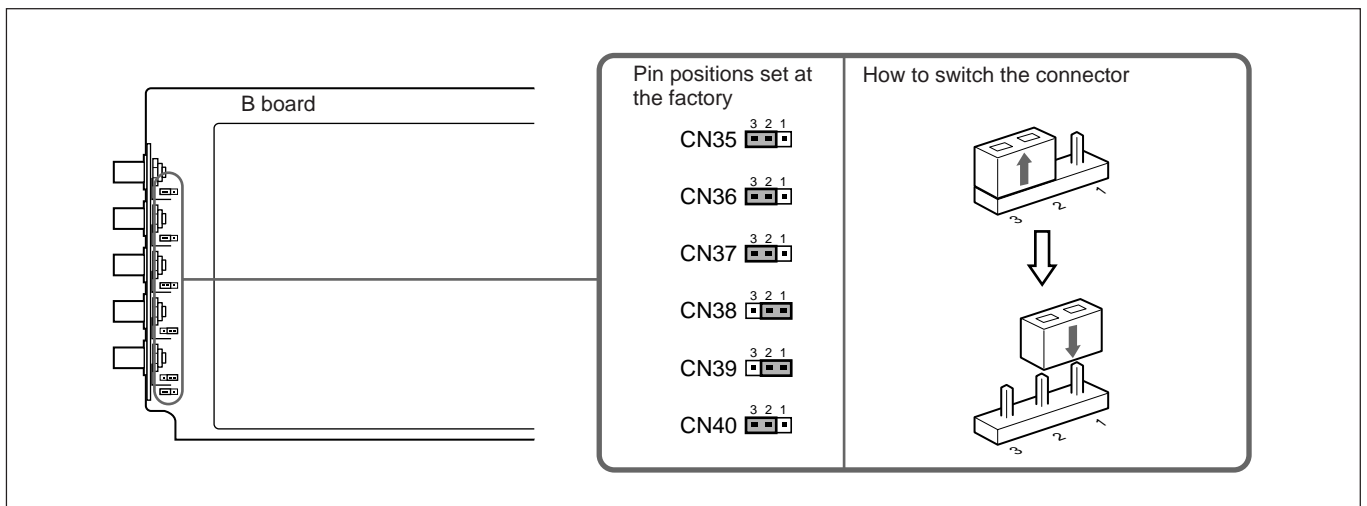 B board
Pin positions set at
the factory
3 2 1
CN35
3 2 1
CN36
3 2 1
CN37
3 2 1
CN38
3 2 1
CN39
3 2 1
CN40
How to switch the connector
3 2 1
3 2 1